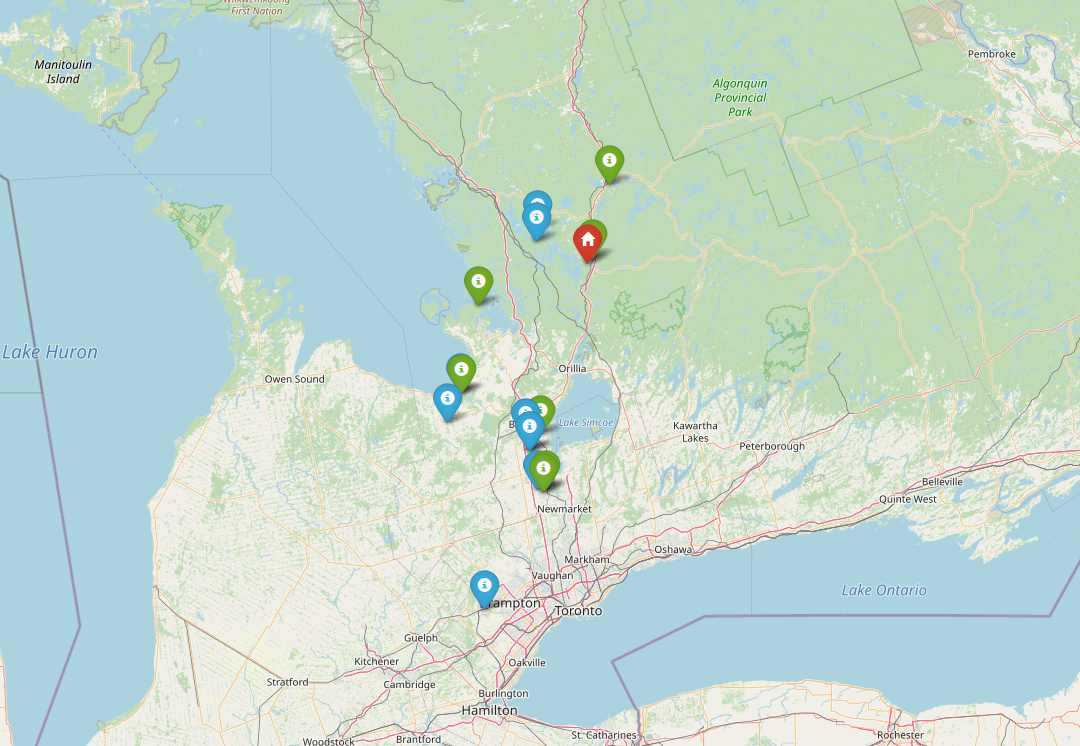 Wikwemkoong
First Nation
Manitoulin
Island
Pembroke
Algonquin
Provincial
Park
Lake Huron
Owen Sound
Orillia
B
Lake Simcoe
Kawartha
Lakes
Peterborough
Belleville
Quinte West
Newmarket
Oshawa
Markham
Vaughan
Lake Ontario
rampton
Toronto
Guelph
Kitchener
Oakville
Stratford
Cambridge
Burlington
Hamilton
St. Catharines
Rochester
Brantford
Woodstock